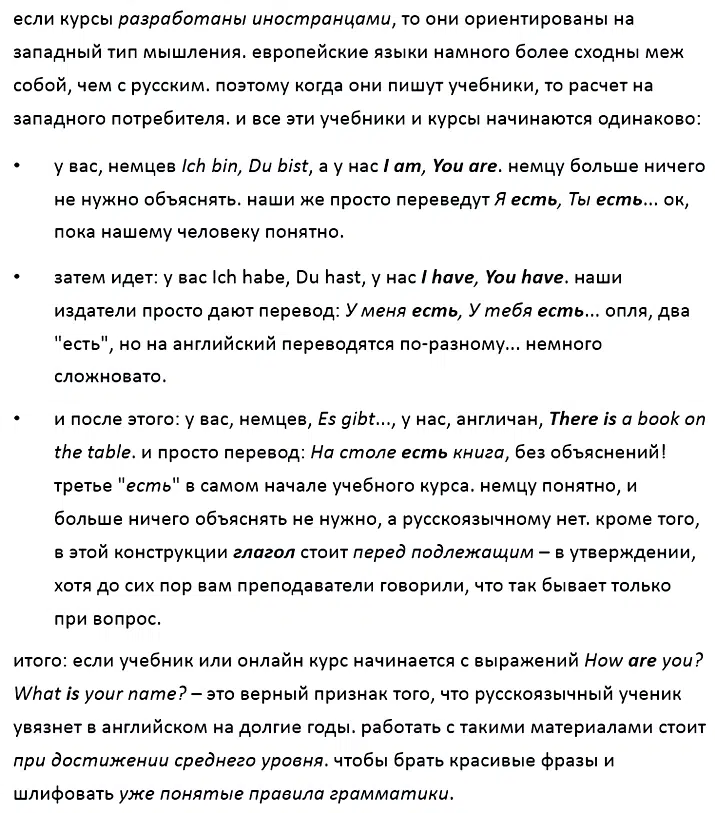 если курсы разработаны иностранцами, то они ориентированы на
западный тип мышления. европейские языки намного более сходны меж
собой, чем с русским. поэтому когда они пишут учебники, то расчет на
западного потребителя. и все эти учебники и курсы начинаются одинаково:
• у вас, немцев Ich bin, Du bist, а у нас I am, You are. немцу больше ничего
не нужно объяснять. наши же просто переведут Я есть, Ты есть... ок,
пока нашему человеку понятно.
• затем идет: у вас Ich habe, Du hast, у нас I have, You have. наши
издатели просто дают перевод: У меня есть, У тебя есть... опля, два
"есть", но на английский переводятся по-разному... немного
сложновато.
• и после этого: у вас, немцев, Es gibt..., у нас, англичан, There is a book on
the table. и просто перевод: На столе есть книга, без объяснений!
третье "есть" в самом начале учебного курса. немцу понятно, и
больше ничего объяснять не нужно, а русскоязычному нет. кроме того,
в этой конструкции глагол стоит перед подлежащим – в утверждении,
хотя до сих пор вам преподаватели говорили, что так бывает только
при вопрос.
итого: если учебник или онлайн курс начинается с выражений How are you?
What is your name? – это верный признак того, что русскоязычный ученик
увязнет в английском на долгие годы. работать с такими материалами стоит
при достижении среднего уровня. чтобы брать красивые фразы и
шлифовать уже понятые правила грамматики.